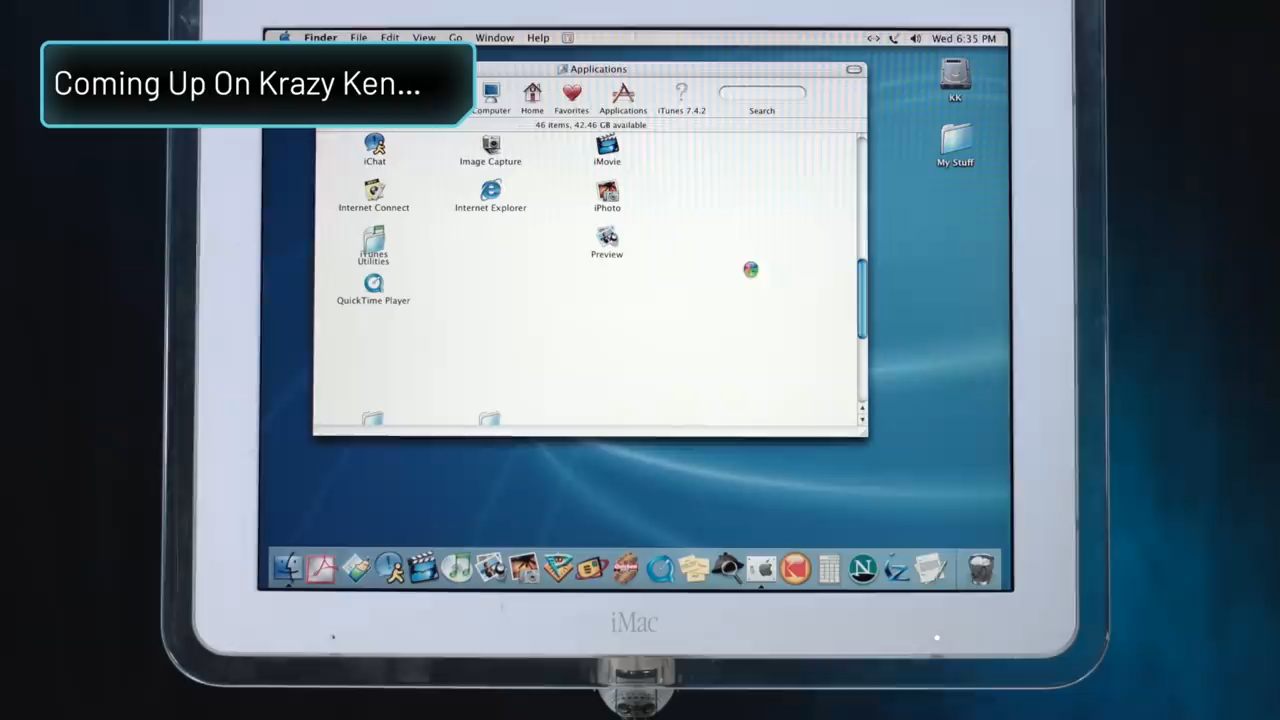 Coming Up On Krazy Ken...
Finder File Edit View Go Window Help
Wed 6:35 PM
Applications
Computer Home Favorites Applications iTunes 7.4.2 Search
46 items, 42.46 GB available
iChat Image Capture iMovie
Internet Connect Internet Explorer iPhoto
iTunes
Utilities
Preview
QuickTime Player
KK
My Stuff
iMac